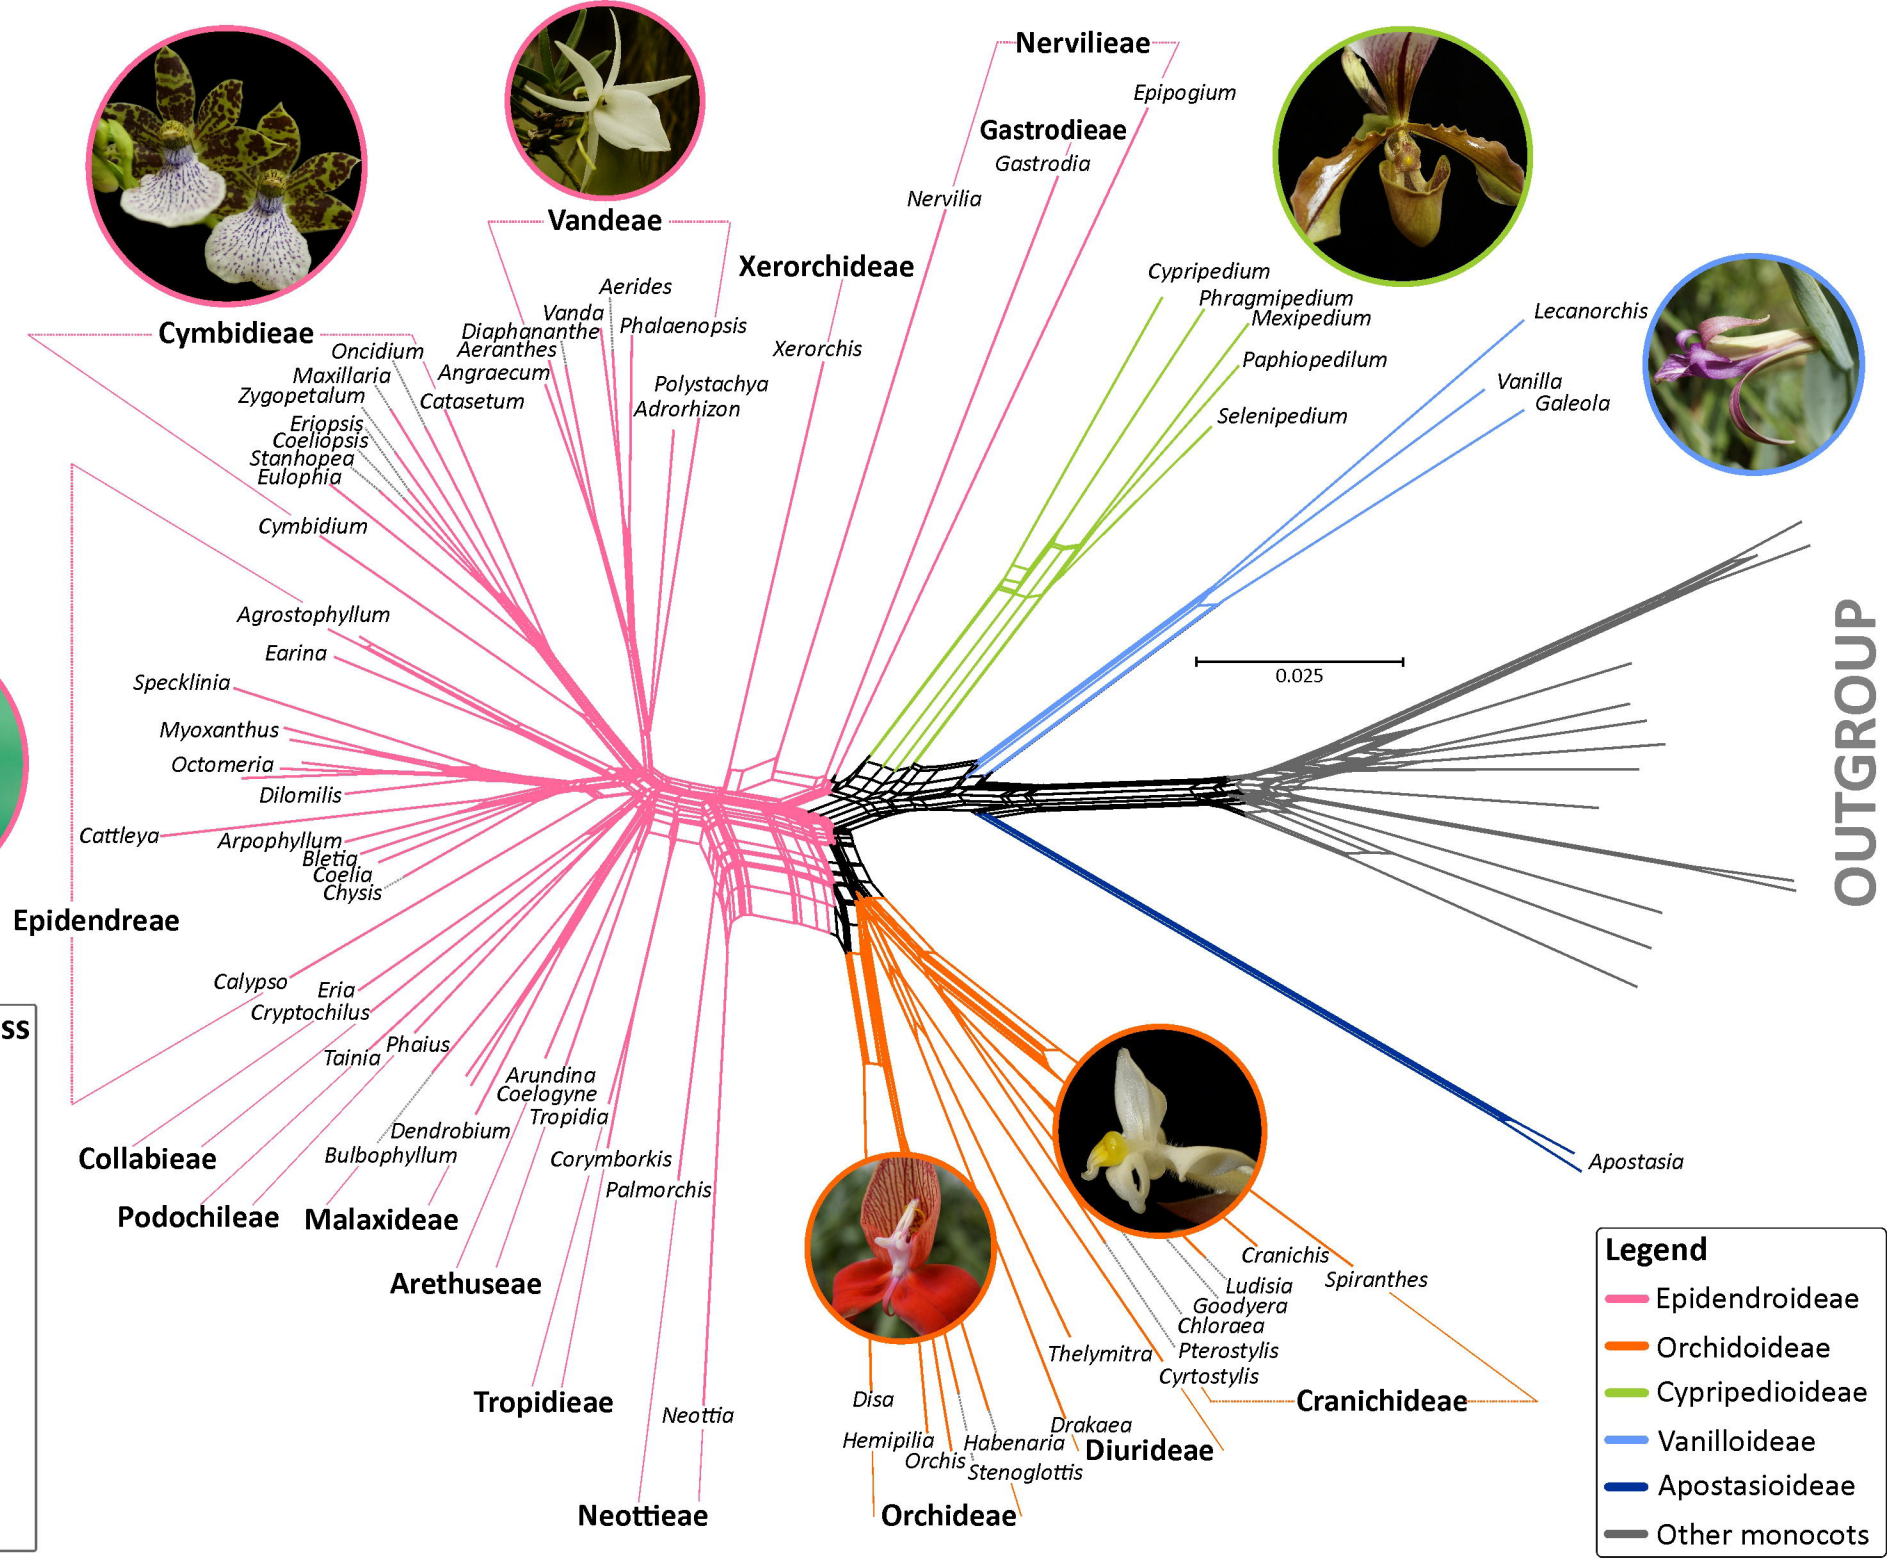 Nervilieae
Epipogium
Gastrodieae
Gastrodia
Nervilia
Vandeae
Xerorchideae
Xerorchis
Aerides
Vanda
Diaphananthe
Phalaenopsis
Aeranthes
Angraecum
Polystachya
Adrorhizon
Cymbidieae
Oncidium
Maxillaria
Zygopetalum
Catasetum
Eriopsis
Coeliopsis
Stanhopea
Eulophia
Cymbidium
Cypripedium
Phragmipedium
Mexipedium
Paphiopedilum
Selenipedium
Lecanorchis
Vanilla
Galeola
0.025
OUTGROUP
Agrostophyllum
Earina
Specklinia
Myoxanthus
Octomeria
Dilomilis
Cattleya
Arpophyllum
Bletia
Coelia
Chysis
Epidendreae
Calypso
Eria
Cryptochilus
ss
Tainia
Phaius
Arundina
Coelogyne
Tropidia
Dendrobium
Bulbophyllum
Corymborkis
Palmorchis
Collabieae
Podochileae
Malaxideae
Arethuseae
Tropidieae
Neottia
Neottieae
Apostasia
Cranichis
Spiranthes
Ludisia
Goodyera
Chloraea
Pterostylis
Thelymitra
Cyrtostylis
Cranichideae
Disa
Drakaea
Hemipilia
Habenaria
Diurideae
Orchis
Stenoglottis
Orchideae
Legend
Epidendroideae
Orchidoideae
Cypripedioideae
Vanilloideae
Apostasioideae
Other monocots